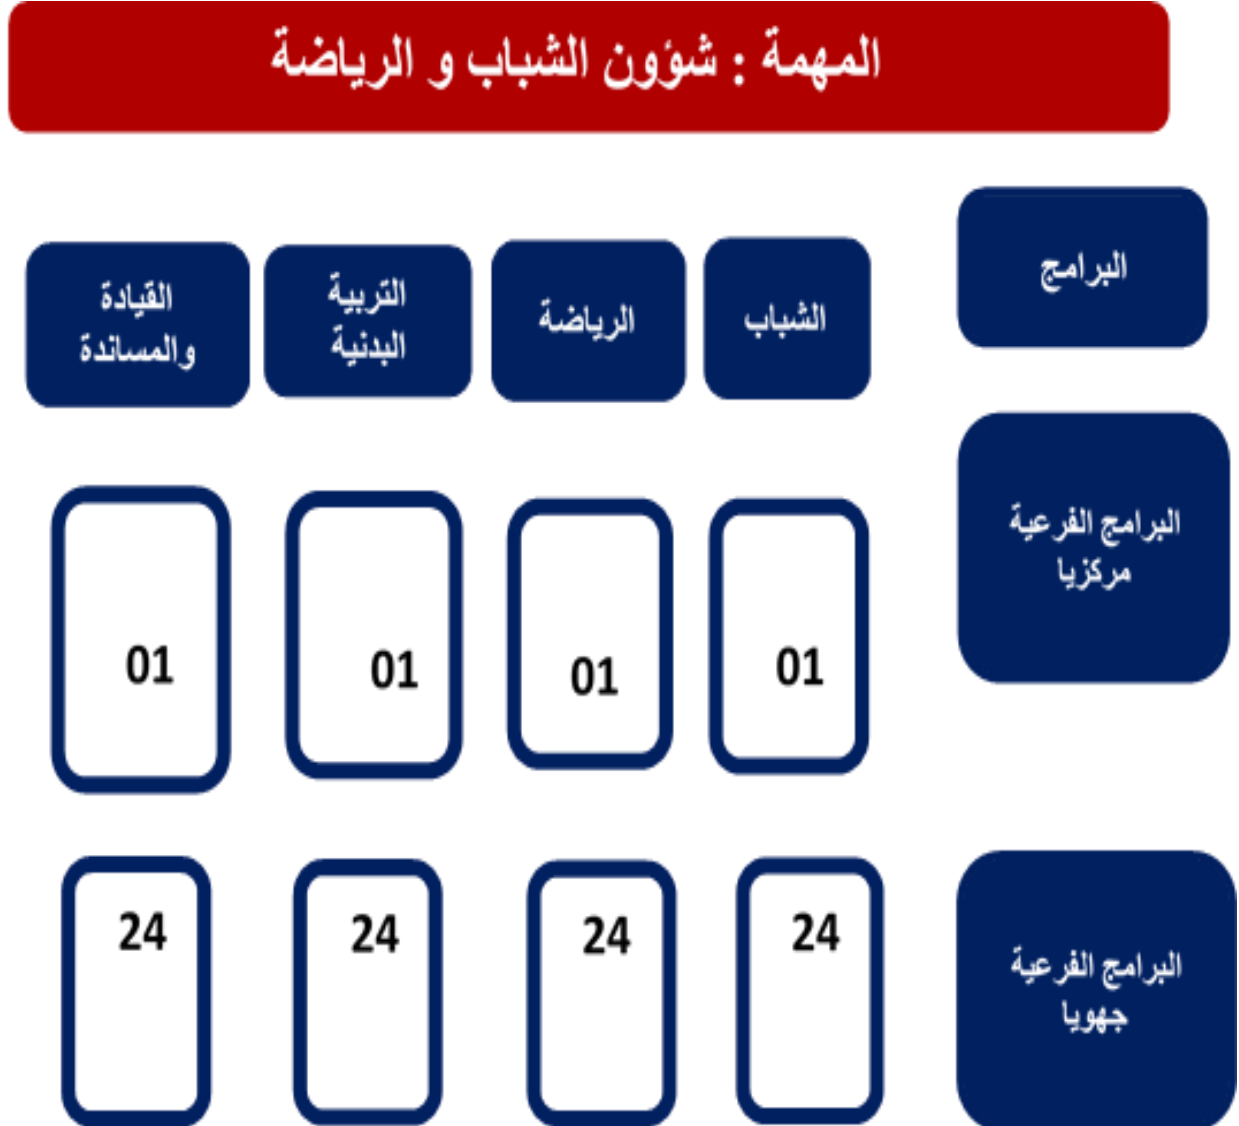 المهمة : شؤون الشباب و الرياضة
البرامج
الشباب
الرياضة
التربية
البدنية
القيادة
والمساندة
البرامج الفرعية
مركزيا
01
01
01
01
البرامج الفرعية
جهويا
24
24
24
24